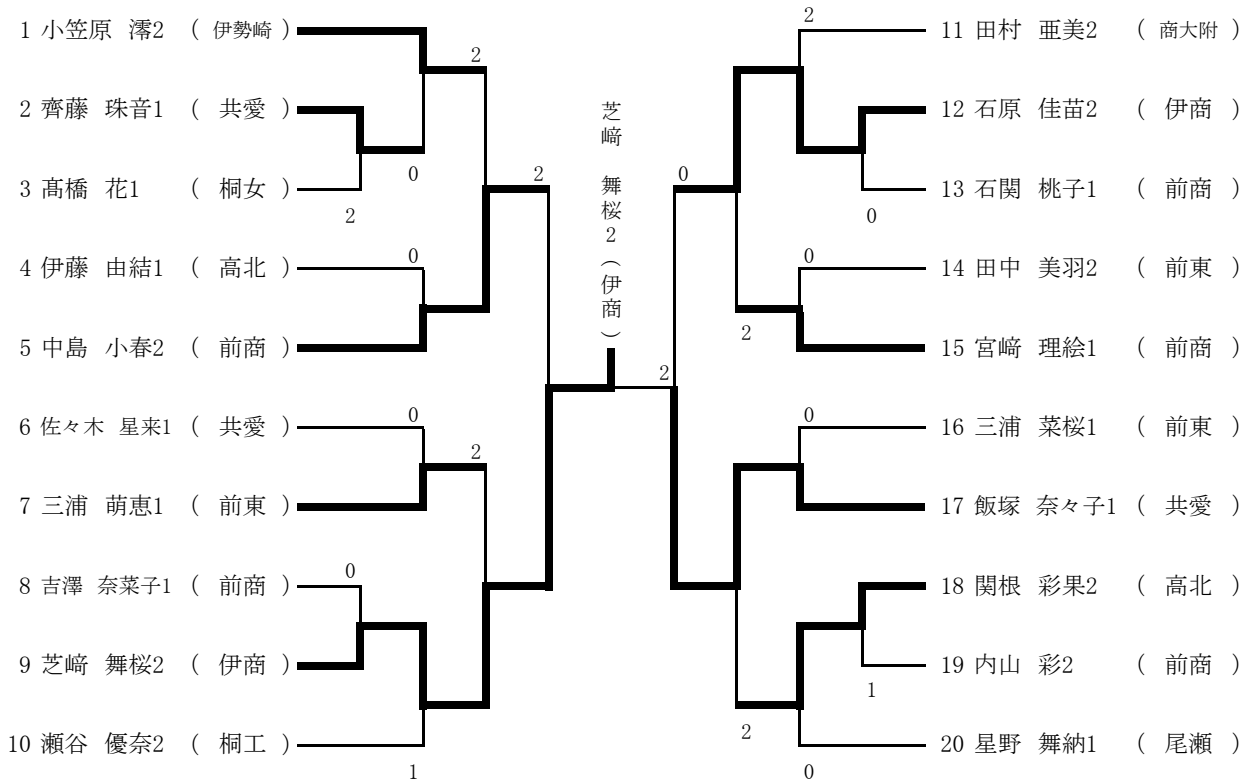 1 小笠原 澪2 ( 伊勢崎 )
2 齊藤 珠音1 ( 共愛 )
3 髙橋 花1 ( 桐女 )
4 伊藤 由結1 ( 高北 )
5 中島 小春2 ( 前商 )
6 佐々木 星来1 ( 共愛 )
7 三浦 萌恵1 ( 前東 )
8 吉澤 奈菜子1 ( 前商 )
9 芝﨑 舞桜2 ( 伊商 )
10 瀬谷 優奈2 ( 桐工 )
2
0
2
0
2
0
2
0
1
2
芝﨑 舞桜2(伊商)
2
0
2
0
0
2
0
1
2
0
2
11 田村 亜美2 ( 商大附 )
12 石原 佳苗2 ( 伊商 )
13 石関 桃子1 ( 前商 )
14 田中 美羽2 ( 前東 )
15 宮﨑 理絵1 ( 前商 )
16 三浦 菜桜1 ( 前東 )
17 飯塚 奈々子1 ( 共愛 )
18 関根 彩果2 ( 高北 )
19 内山 彩2 ( 前商 )
20 星野 舞納1 ( 尾瀬 )